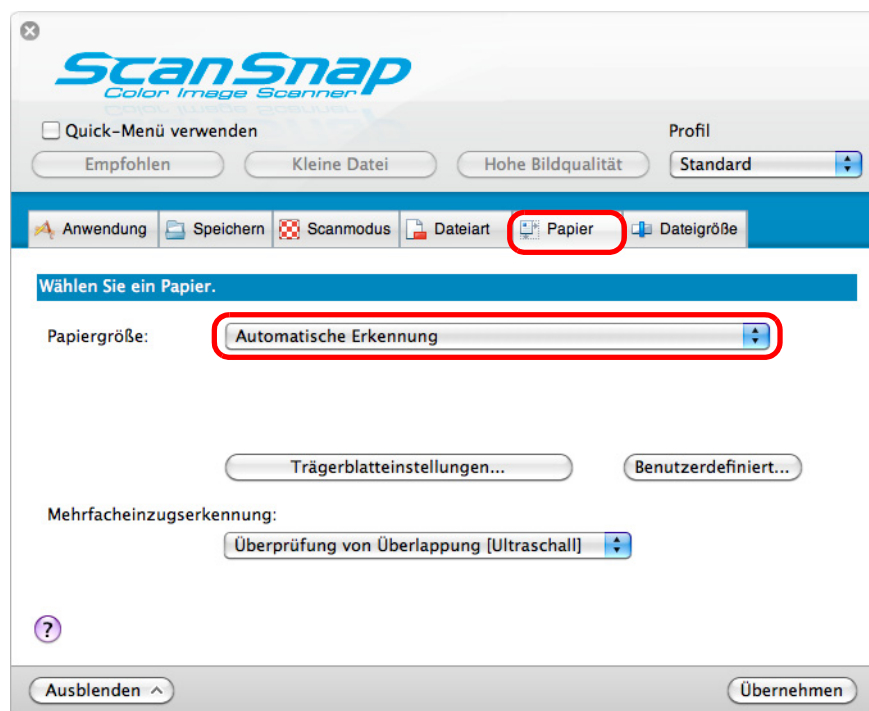 ScanSnap
Color Image Scanner
Quick-Menü verwenden
Profil
Empfohlen
Kleine Datei
Hohe Bildqualität
Standard
Anwendung
Speichern
Scanmodus
Dateiart
Papier
Dateigröße
Wählen Sie ein Papier.
Papiergröße:
Automatische Erkennung
Trägerblatteinstellungen...
Benutzerdefiniert...
Mehrfacheinzugserkennung:
Überprüfung von Überlappung [Ultraschall]
?
Ausblenden
Übernehmen